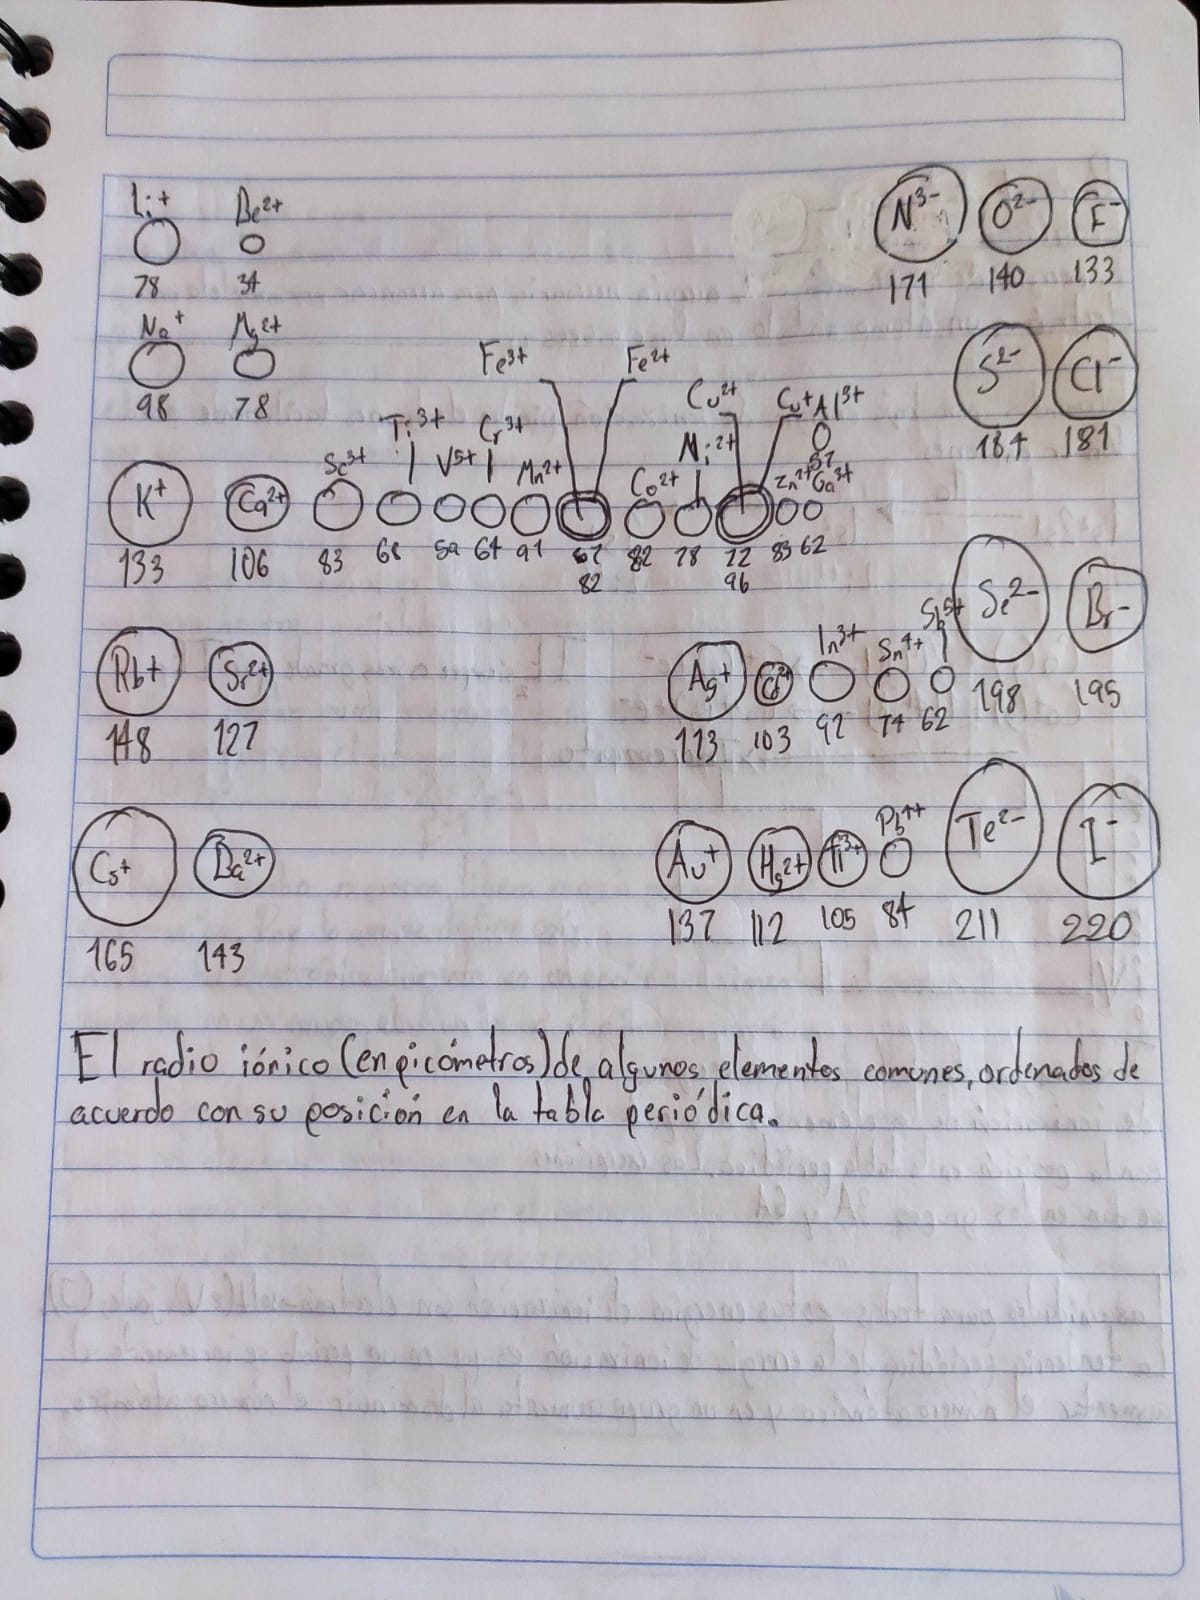 Li+ Be2+ N3- O2- F-
78 34 171 140 133
Na+ Mg2+ Fe3+ Fe2+ S2- Cl-
98 78 Cu2+ Cu+ Al3+ 184 181
Ti3+ V5+ Cr3+ Ni2+ 57
K+ Ca2+ Sc3+ Mn2+ Co2+ Zn2+ Ga3+
133 106 83 68 59 64 91 67 82 78 72 83 62
82 96
Se2- Br-
Rb+ Sr2+ Ag+ Cd2+ In3+ Sn4+ Sb5+
148 127 113 103 92 74 62 198 195
Cs+ Ba2+ Au+ Hg2+ Tl3+ Pb4+ Te2- I-
165 143 137 112 105 84 211 220
El radio iónico (en picómetros) de algunos elementos comunes, ordenados de
acuerdo con su posición en la tabla periódica.